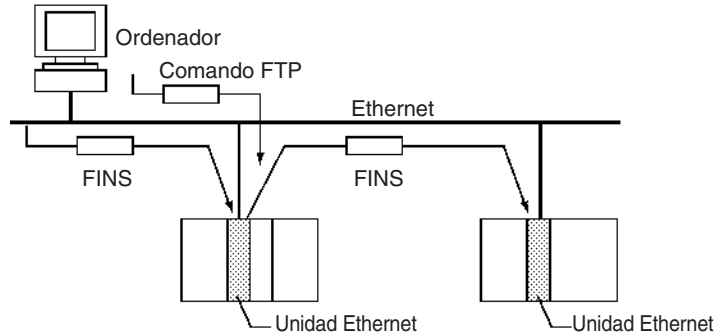 Ordenador
Comando FTP
Ethernet
FINS
FINS
Unidad Ethernet
Unidad Ethernet